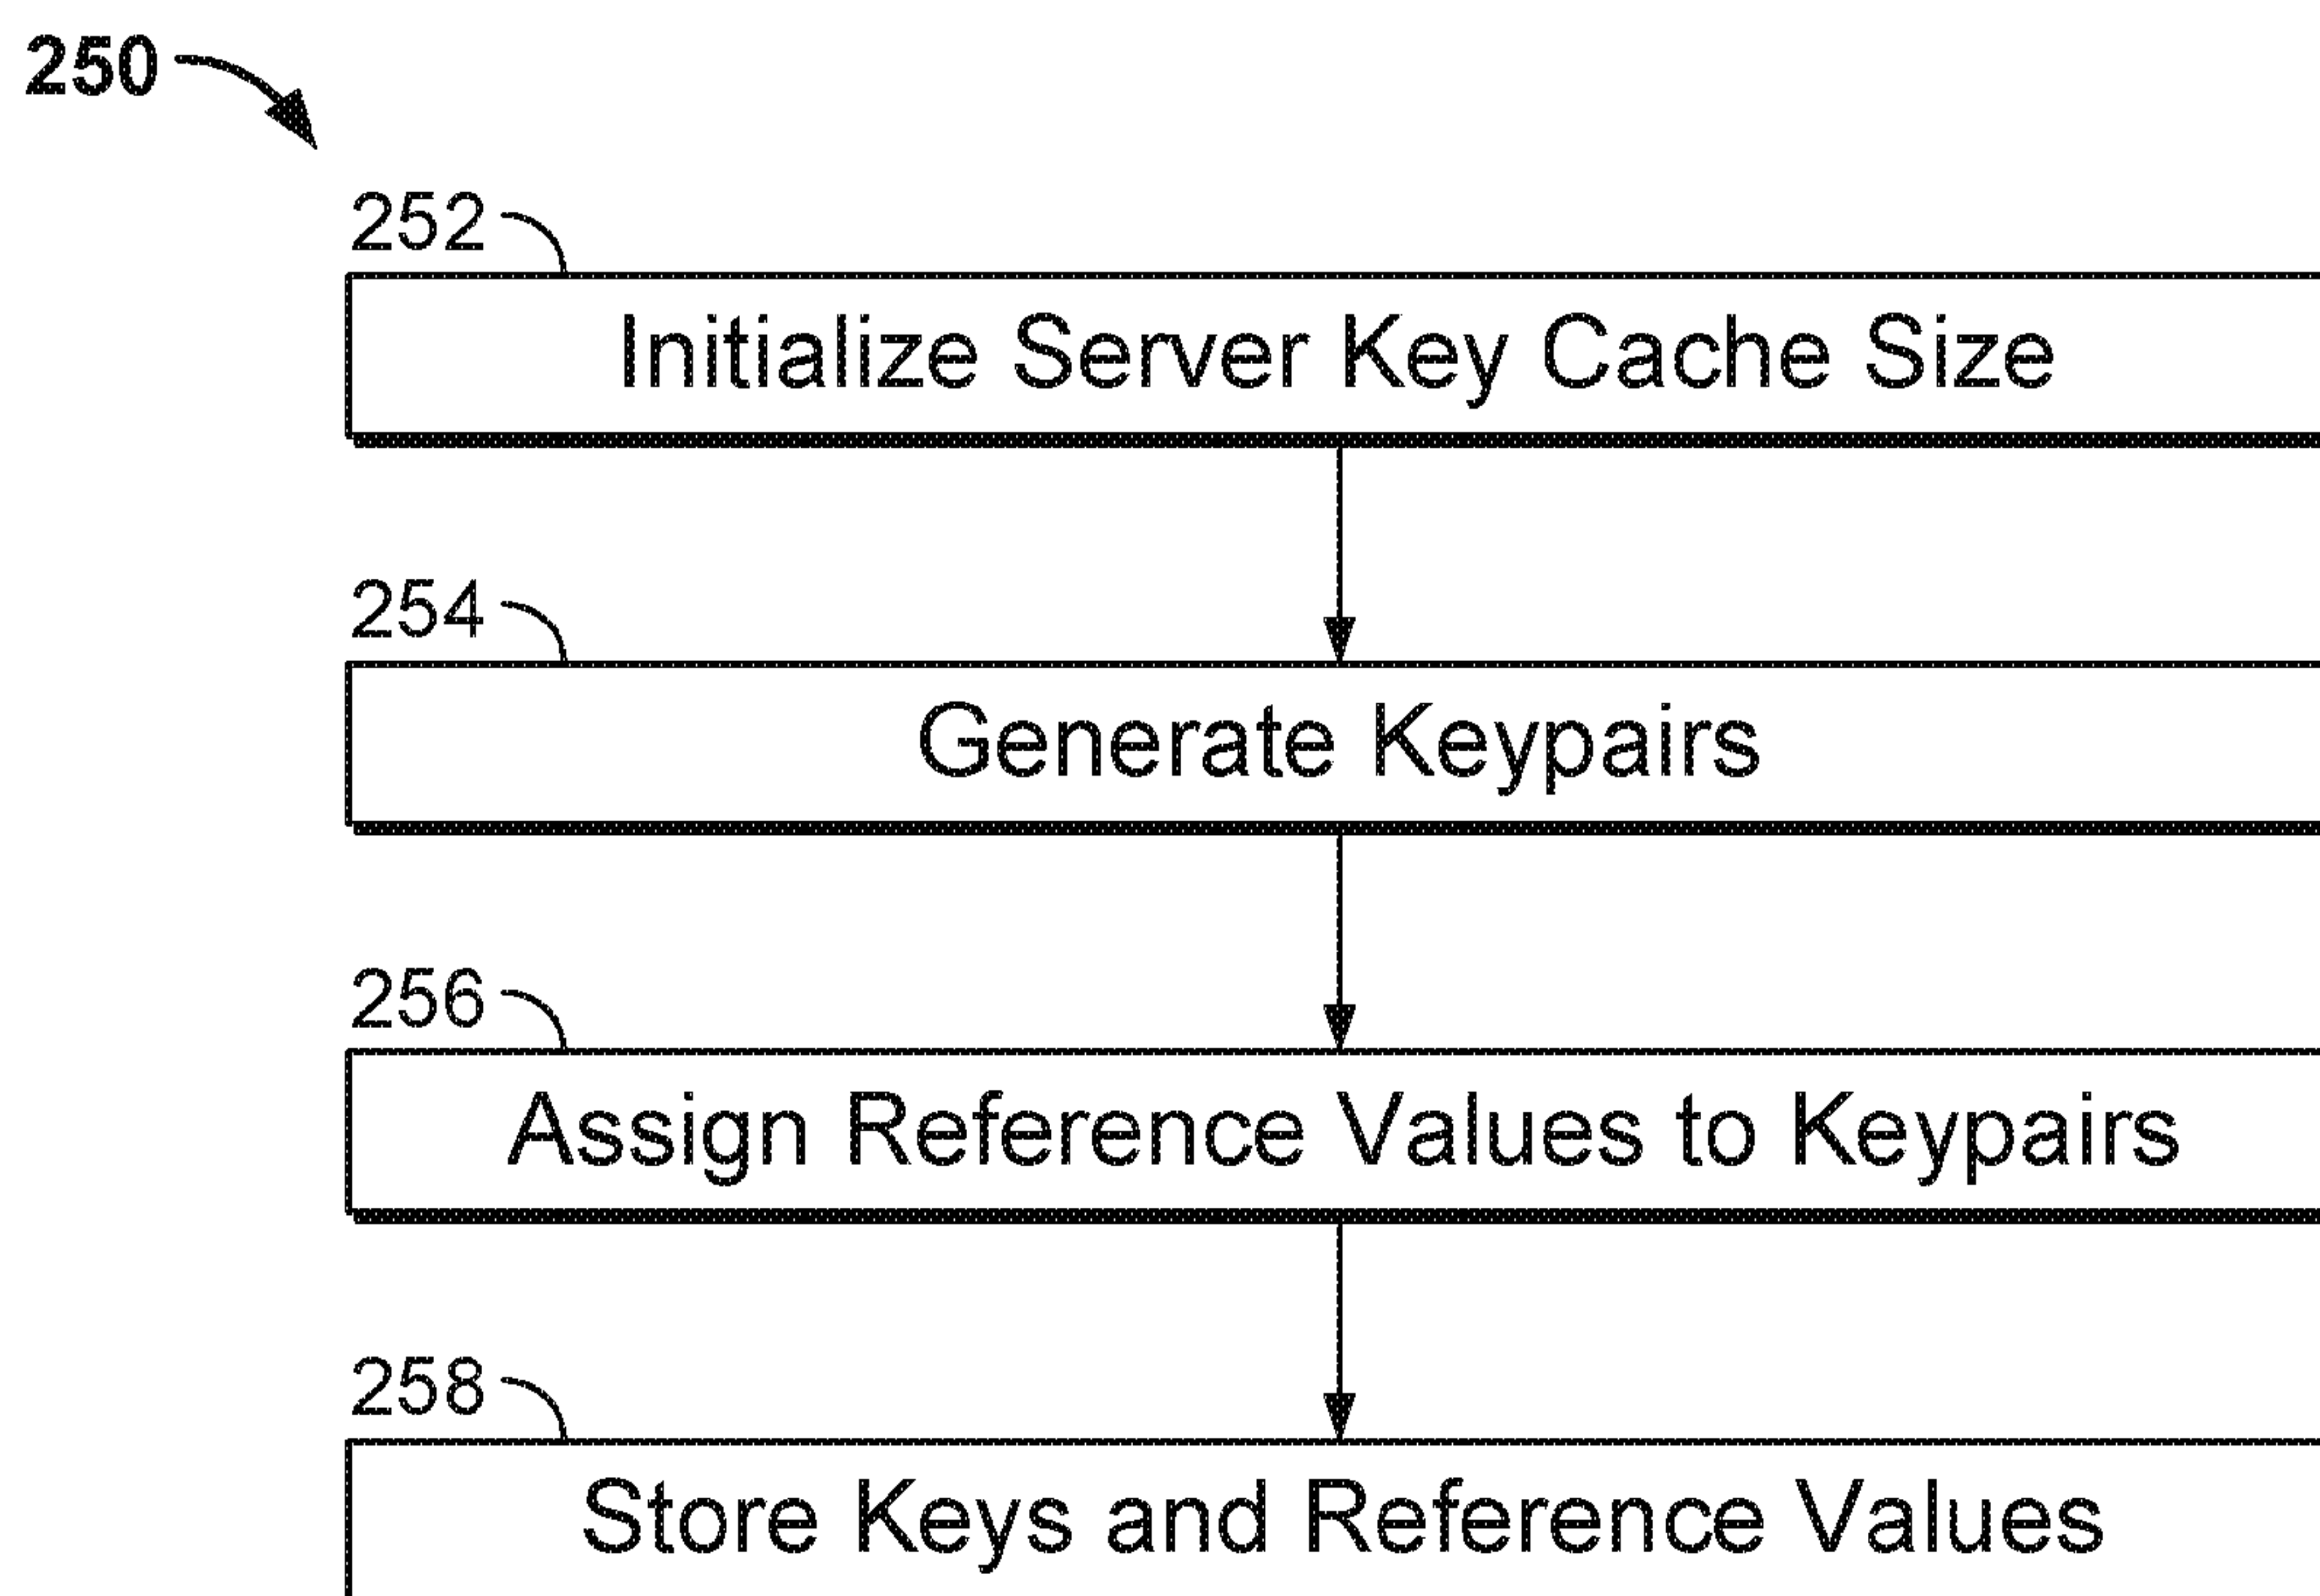 250
252
Initialize Server Key Cache Size
254
Generate Keypairs
256
Assign Reference Values to Keypairs
258
Store Keys and Reference Values